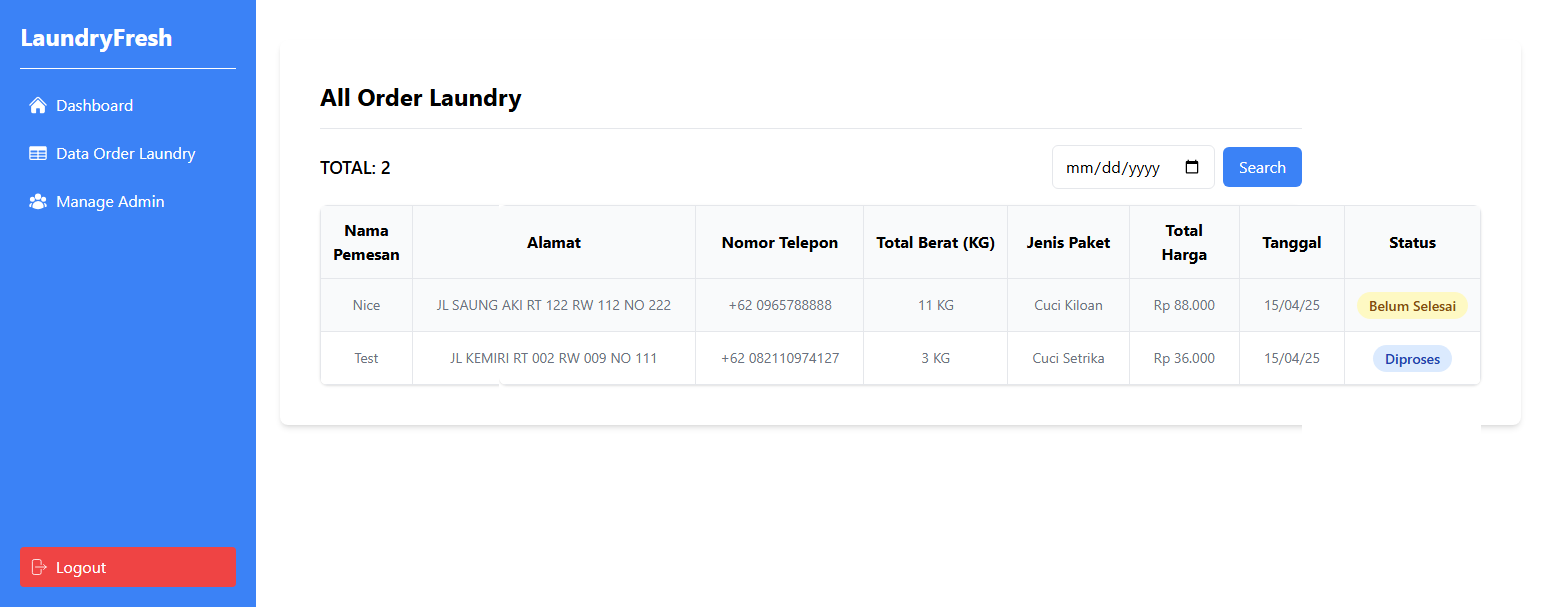 LaundryFresh
Dashboard
Data Order Laundry
Manage Admin
Logout
All Order Laundry
TOTAL: 2
mm/dd/yyyy
Search
Nama Pemesan Alamat Nomor Telepon Total Berat (KG) Jenis Paket Total Harga Tanggal Status
Nice JL SAUNG AKI RT 122 RW 112 NO 222 +62 0965788888 11 KG Cuci Kiloan Rp 88.000 15/04/25 Belum Selesai
Test JL KEMIRI RT 002 RW 009 NO 111 +62 082110974127 3 KG Cuci Setrika Rp 36.000 15/04/25 Diproses